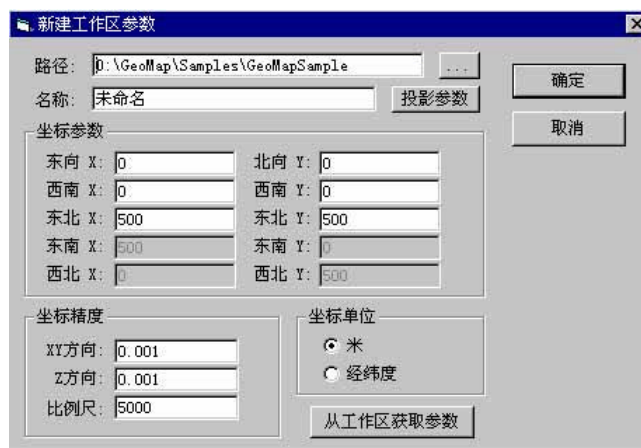 新建工作区参数
路径: D:\GeoMap\Samples\GeoMapSample ...
名称: 未命名 投影参数
确定
取消
坐标参数
东向 X: 0 北向 Y: 0
西南 X: 0 西南 Y: 0
东北 X: 500 东北 Y: 500
东南 X: 500 东南 Y: 0
西北 X: 0 西北 Y: 500
坐标精度
XY方向: 0.001
Z方向: 0.001
比例尺: 5000
坐标单位
米
经纬度
从工作区获取参数